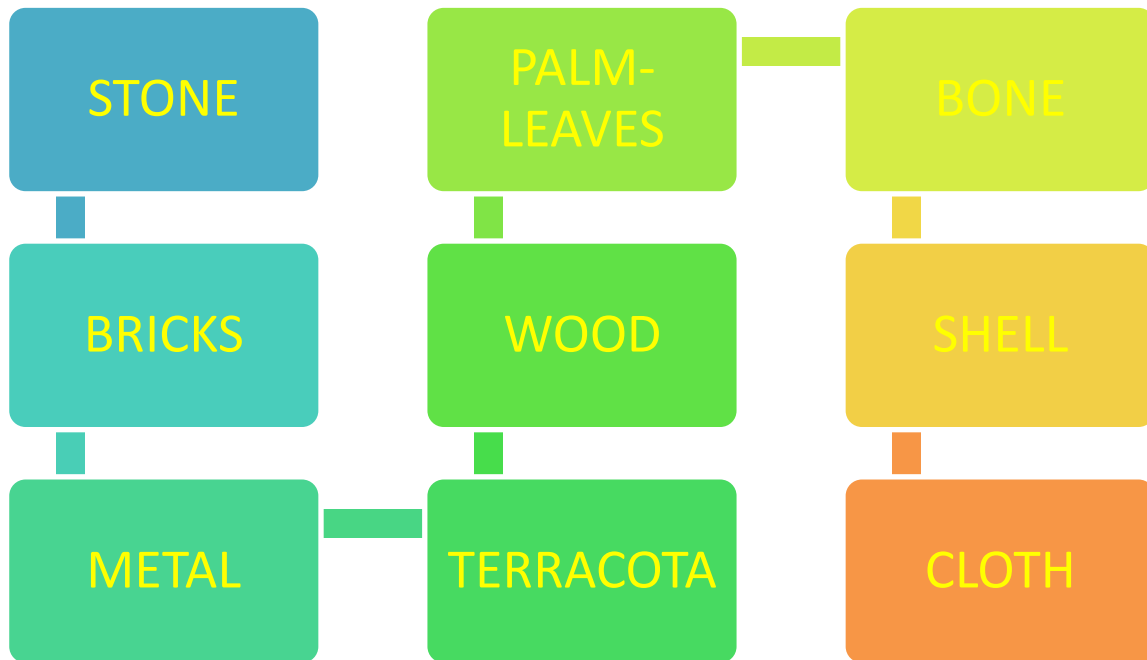 STONE
BRICKS
METAL
TERRACOTA
WOOD
PALM-
LEAVES
BONE
SHELL
CLOTH